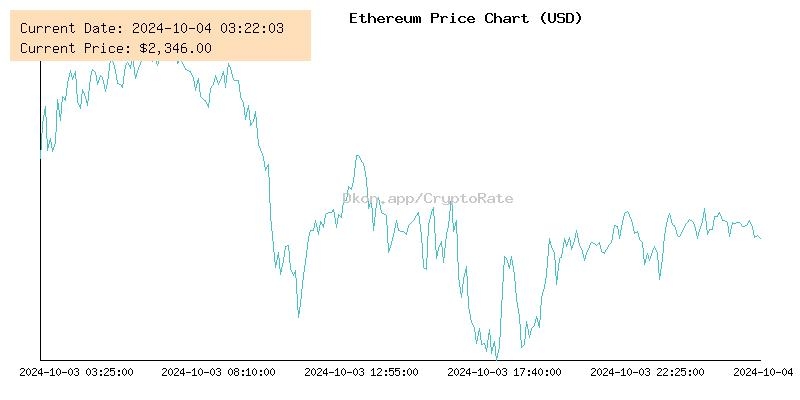 Ethereum Price Chart (USD)
Current Date: 2024-10-04 03:22:03
Current Price: $2,346.00
Dkon.app/CryptoRate
2024-10-03 03:25:00
2024-10-03 08:10:00
2024-10-03 12:55:00
2024-10-03 17:40:00
2024-10-03 22:25:00
2024-10-04